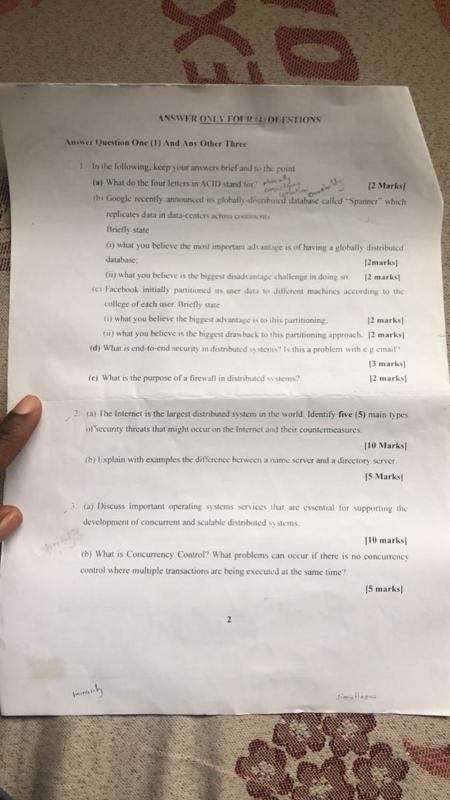 ANSWER ONLY FOUR (4) QUESTIONS
Answer Question One (1) And Any Other Three
1. In the following, keep your answers brief and to the point
(a) What do the four letters in ACID stand for? [2 Marks]
(b) Google recently announced its globally-distributed database called "Spanner" which
replicates data in data-centers across continents
Briefly state
(i) what you believe the most important advantage is of having a globally distributed
database; [2marks]
(ii) what you believe is the biggest disadvantage/challenge in doing so. [2 marks]
(c) Facebook initially partitioned its user data to different machines according to the
college of each user. Briefly state
(i) what you believe the biggest advantage is to this partitioning; [2 marks]
(ii) what you believe is the biggest drawback to this partitioning approach. [2 marks]
(d) What is end-to-end security in distributed systems? Is this a problem with e.g email?
[3 marks]
(e) What is the purpose of a firewall in distributed systems? [2 marks]
2. (a) The Internet is the largest distributed system in the world. Identify five (5) main types
of security threats that might occur on the Internet and their countermeasures.
[10 Marks]
(b) Explain with examples the difference between a name server and a directory server.
[5 Marks]
3. (a) Discuss important operating systems services that are essential for supporting the
development of concurrent and scalable distributed systems.
[10 marks]
(b) What is Concurrency Control? What problems can occur if there is no concurrency
control where multiple transactions are being executed at the same time?
[5 marks]
2